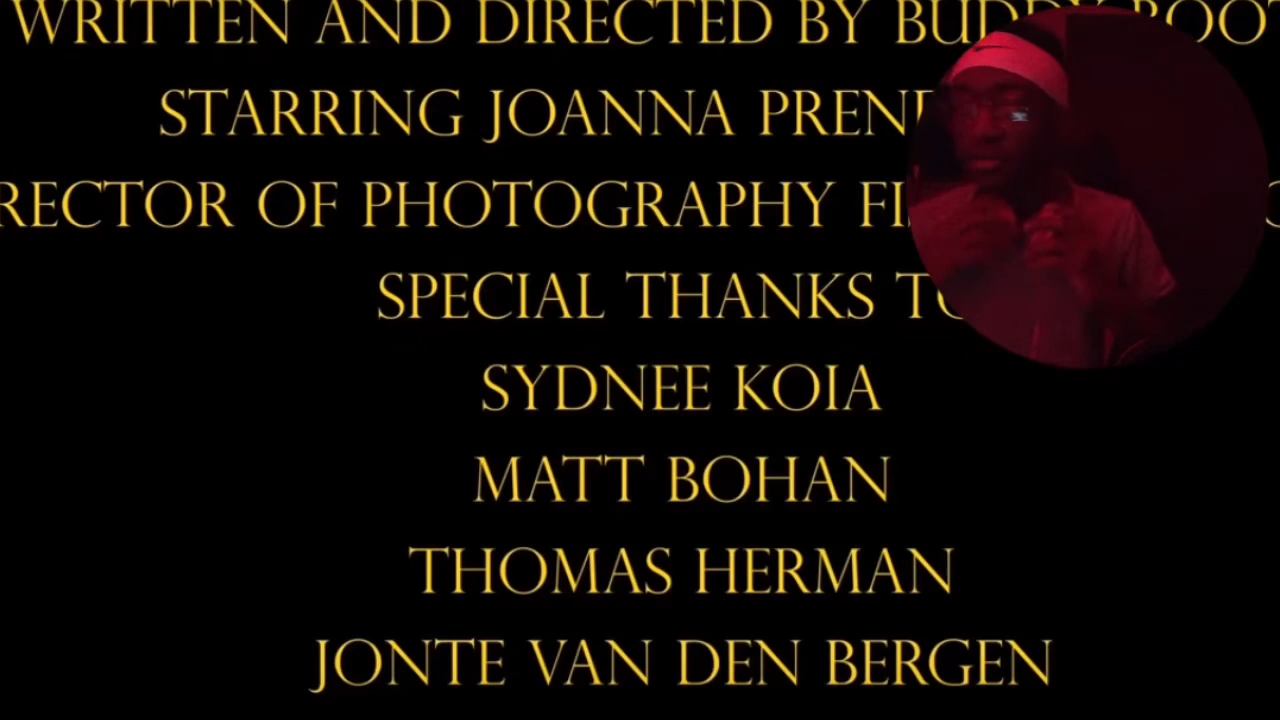 WRITTEN AND DIRECTED BY
STARRING JOANNA
OF PHOTOGRAPHY
SPECIAL THANKS TO
SYDNEE KOIA
MATT BOHAN
THOMAS HERMAN
JONTE VAN DEN BERGEN